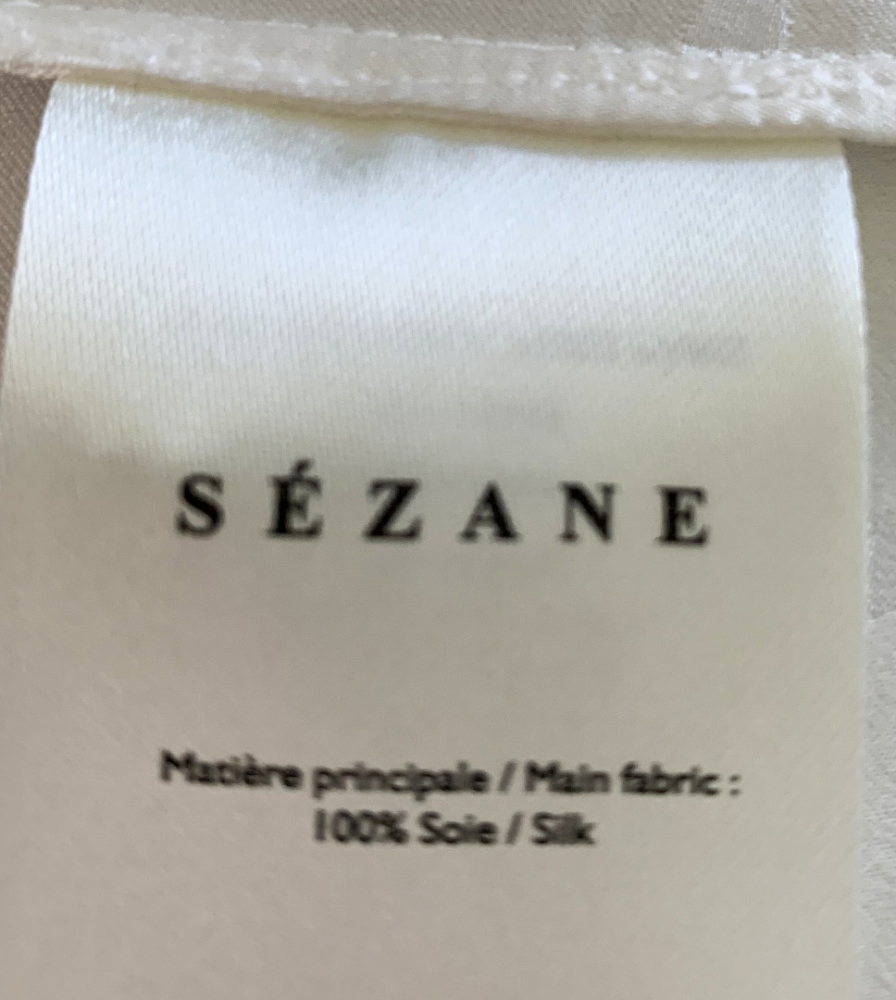 SÉZANE
Matière principale / Main fabric :
100% Soie / Silk